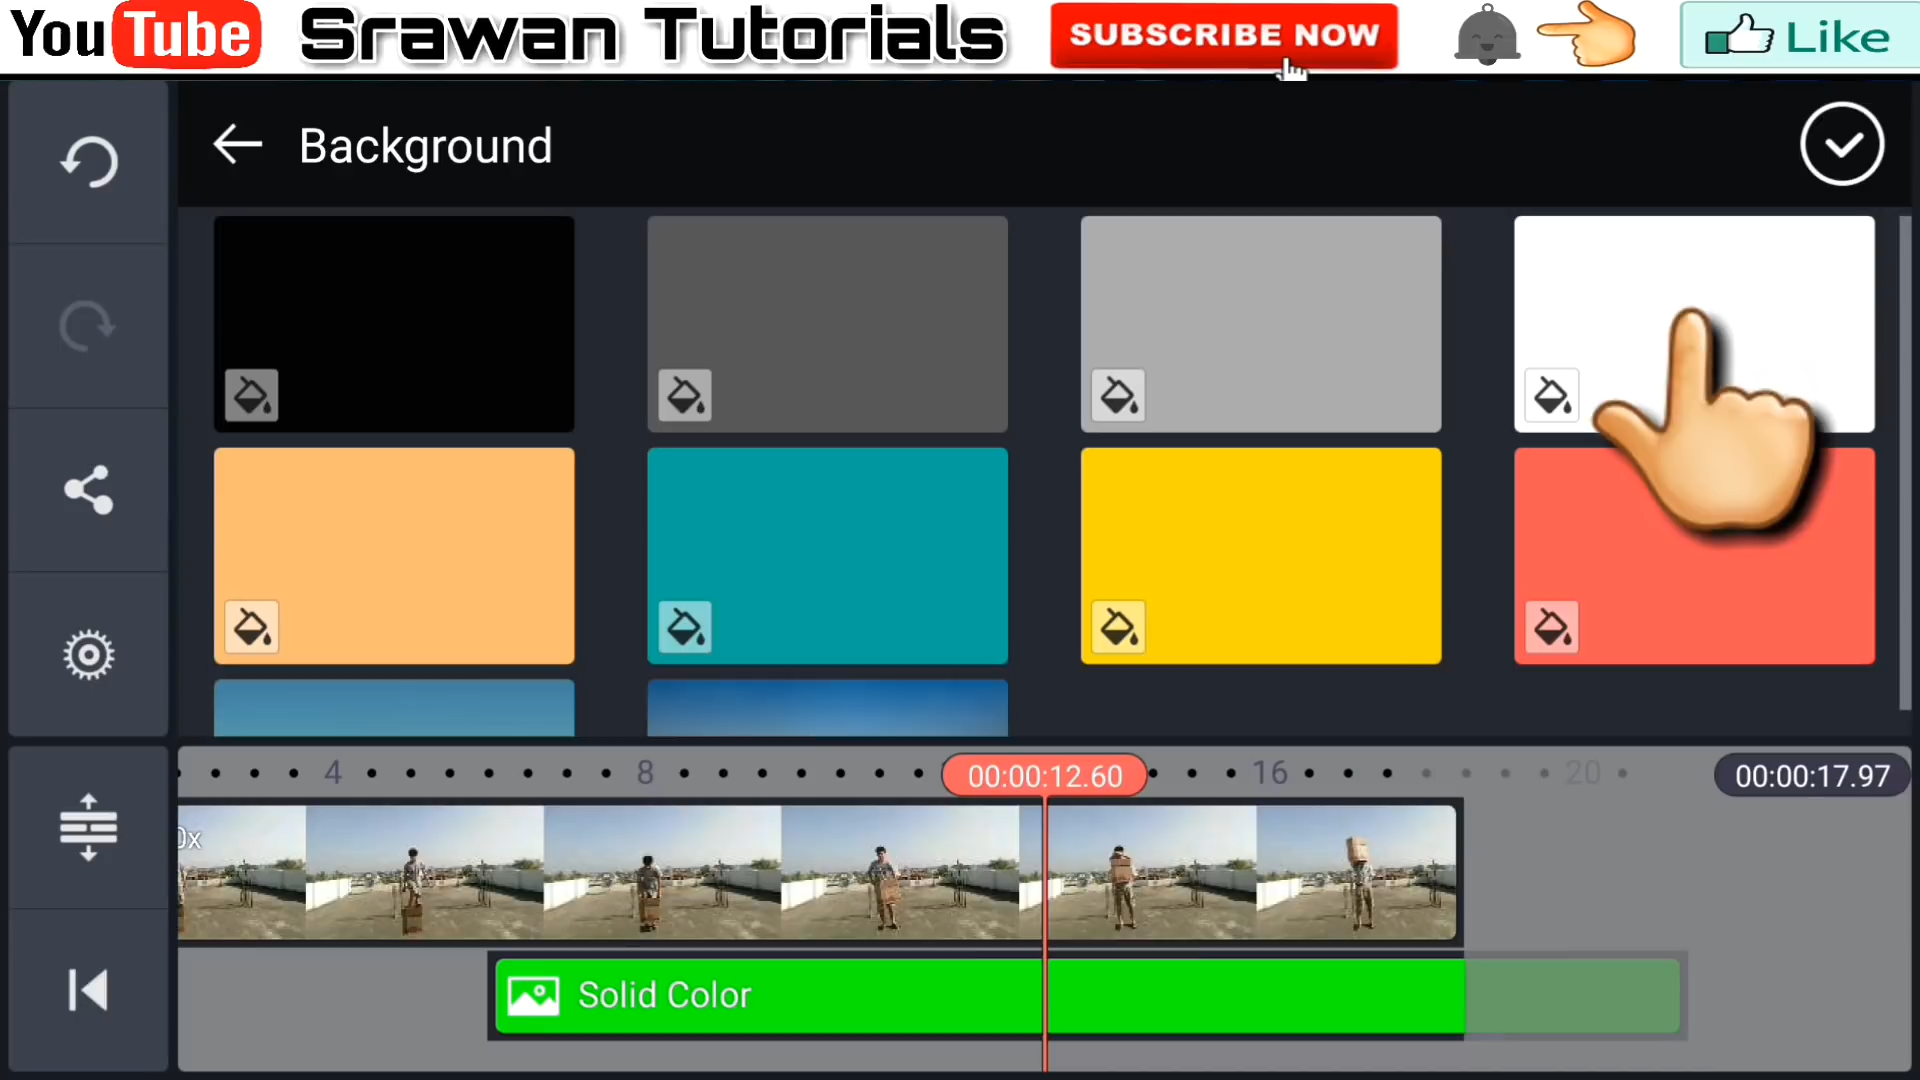 YouTube Srawan Tutorials SUBSCRIBE NOW Like
Background
4 8 00:00:12.60 16 20 00:00:17.97
0x
Solid Color